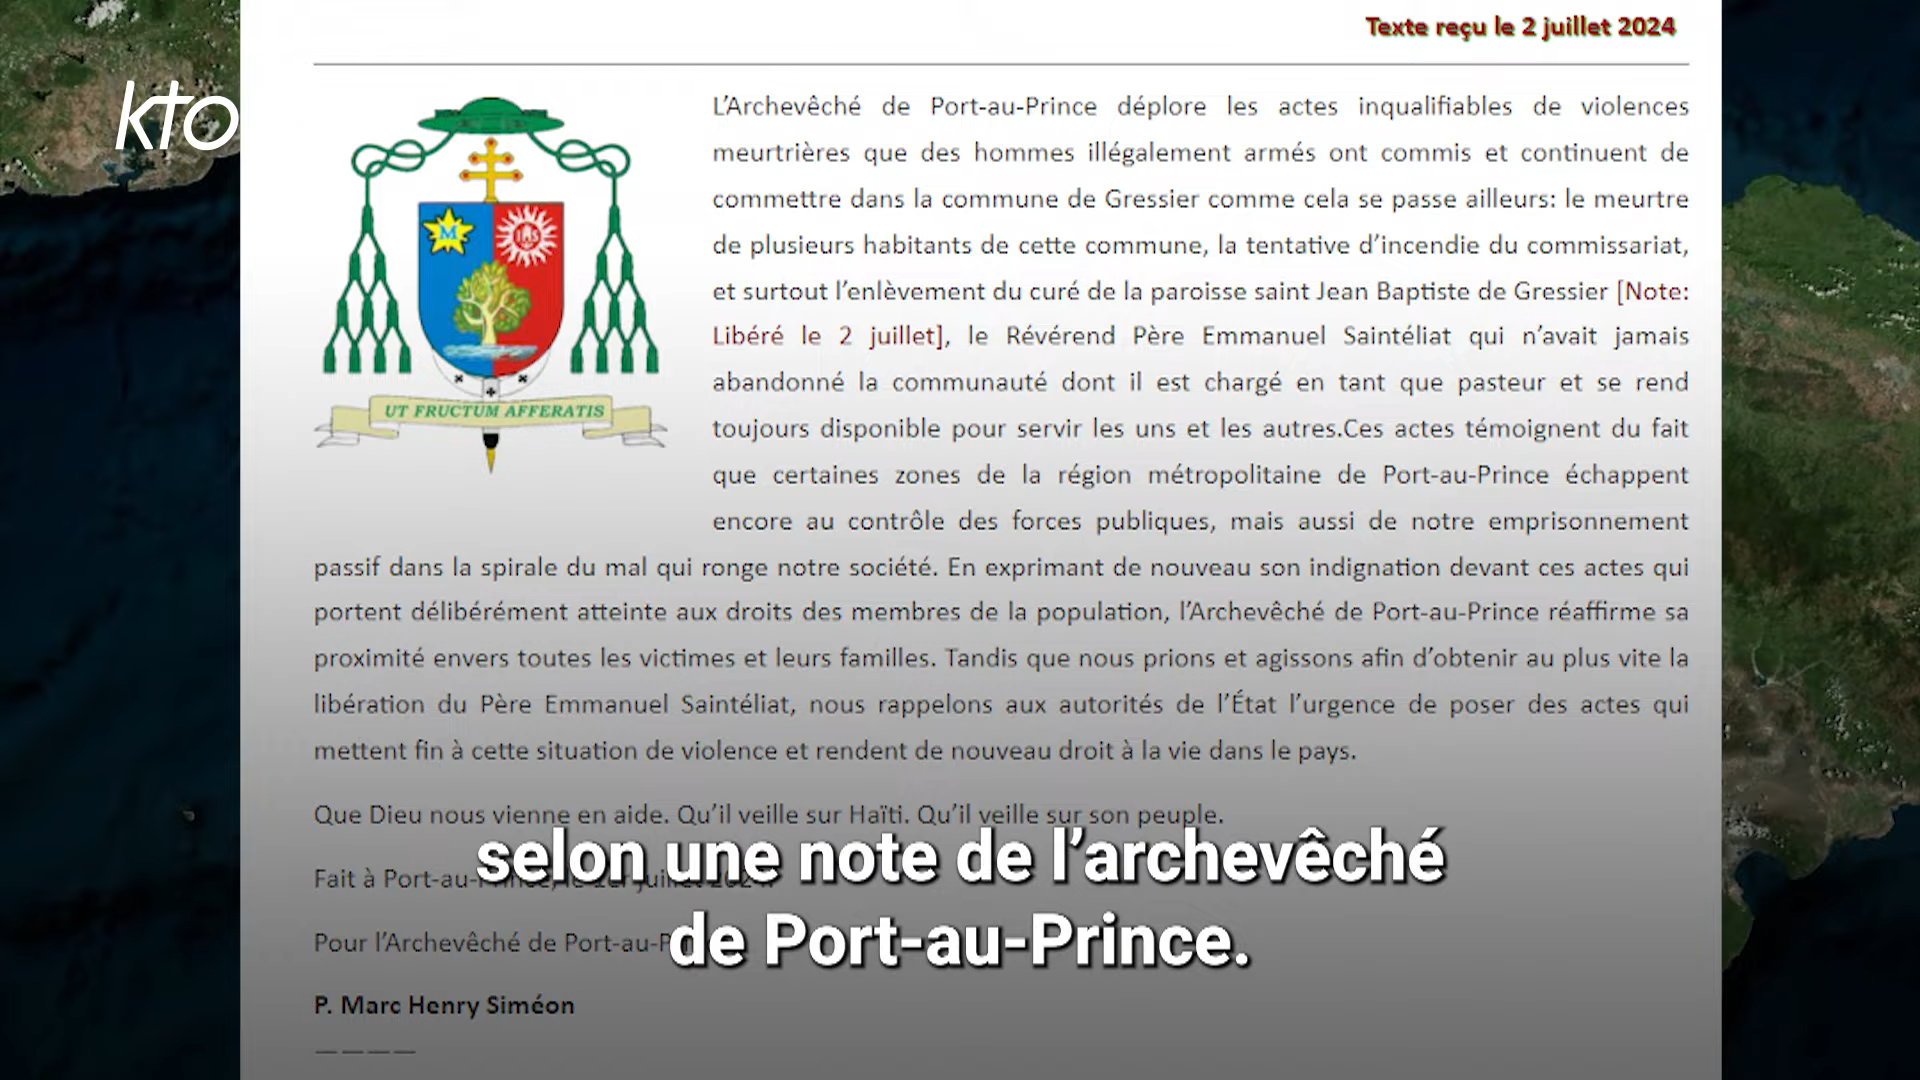 Texte reçu le 2 juillet 2024
kto
L’Archevêché de Port-au-Prince déplore les actes inqualifiables de violences
meurtrières que des hommes illégalement armés ont commis et continuent de
commettre dans la commune de Gressier comme cela se passe ailleurs: le meurtre
de plusieurs habitants de cette commune, la tentative d’incendie du commissariat,
et surtout l’enlèvement du curé de la paroisse saint Jean Baptiste de Gressier [Note:
Libéré le 2 juillet], le Révérend Père Emmanuel Saintéliat qui n’avait jamais
abandonné la communauté dont il est chargé en tant que pasteur et se rend
toujours disponible pour servir les uns et les autres.Ces actes témoignent du fait
que certaines zones de la région métropolitaine de Port-au-Prince échappent
encore au contrôle des forces publiques, mais aussi de notre emprisonnement
passif dans la spirale du mal qui ronge notre société. En exprimant de nouveau son indignation devant ces actes qui
portent délibérément atteinte aux droits des membres de la population, l’Archevêché de Port-au-Prince réaffirme sa
proximité envers toutes les victimes et leurs familles. Tandis que nous prions et agissons afin d’obtenir au plus vite la
libération du Père Emmanuel Saintéliat, nous rappelons aux autorités de l’État l’urgence de poser des actes qui
mettent fin à cette situation de violence et rendent de nouveau droit à la vie dans le pays.
M
IHS
UT FRUCTUM AFFERATIS
Que Dieu nous vienne en aide. Qu’il veille sur Haïti. Qu’il veille sur son peuple.
selon une note de l’archevêché
Fait à Port-au-Prince, le 1er juillet 2024.
de Port-au-Prince.
Pour l’Archevêché de Port-au-P
P. Marc Henry Siméon